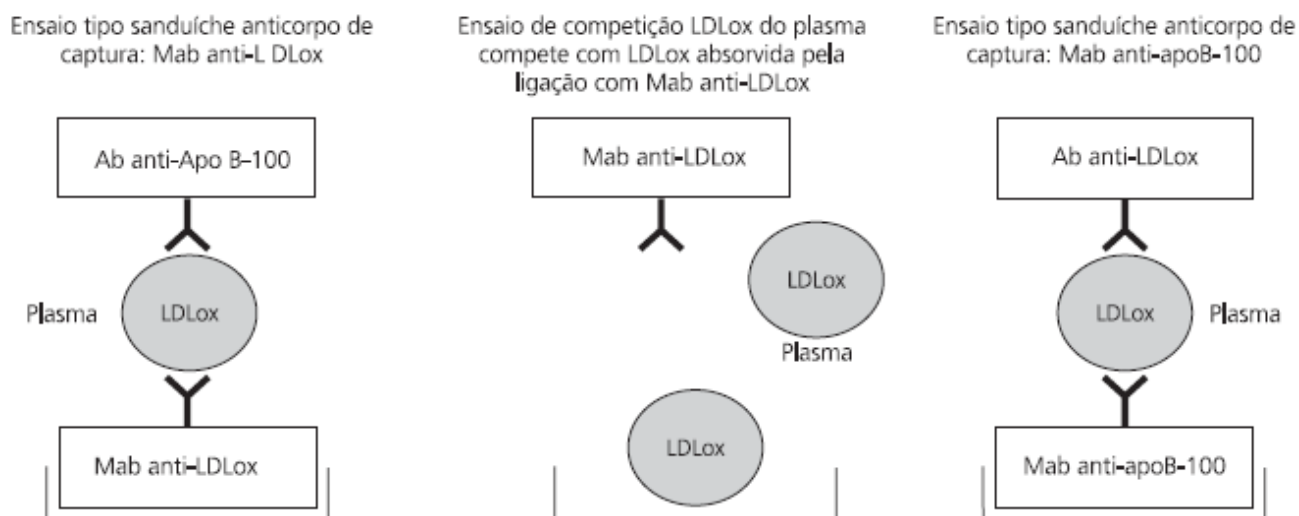 Ensaio tipo sanduíche anticorpo de
captura: Mab anti-L DLox
Ab anti-Apo B-100
Plasma
LDLox
Mab anti-LDLox
Ensaio de competição LDLox do plasma
compete com LDLox absorvida pela
ligação com Mab anti-LDLox
Mab anti-LDLox
LDLox
Plasma
LDLox
Ensaio tipo sanduíche anticorpo de
captura: Mab anti-apoB-100
Ab anti-LDLox
LDLox
Plasma
Mab anti-apoB-100